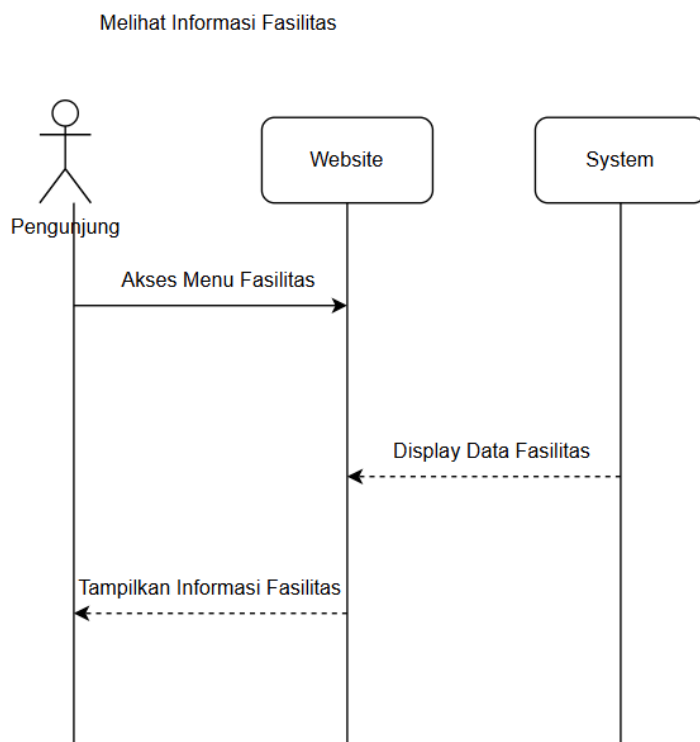 Melihat Informasi Fasilitas
Website
System
Pengunjung
Akses Menu Fasilitas
Display Data Fasilitas
Tampilkan Informasi Fasilitas